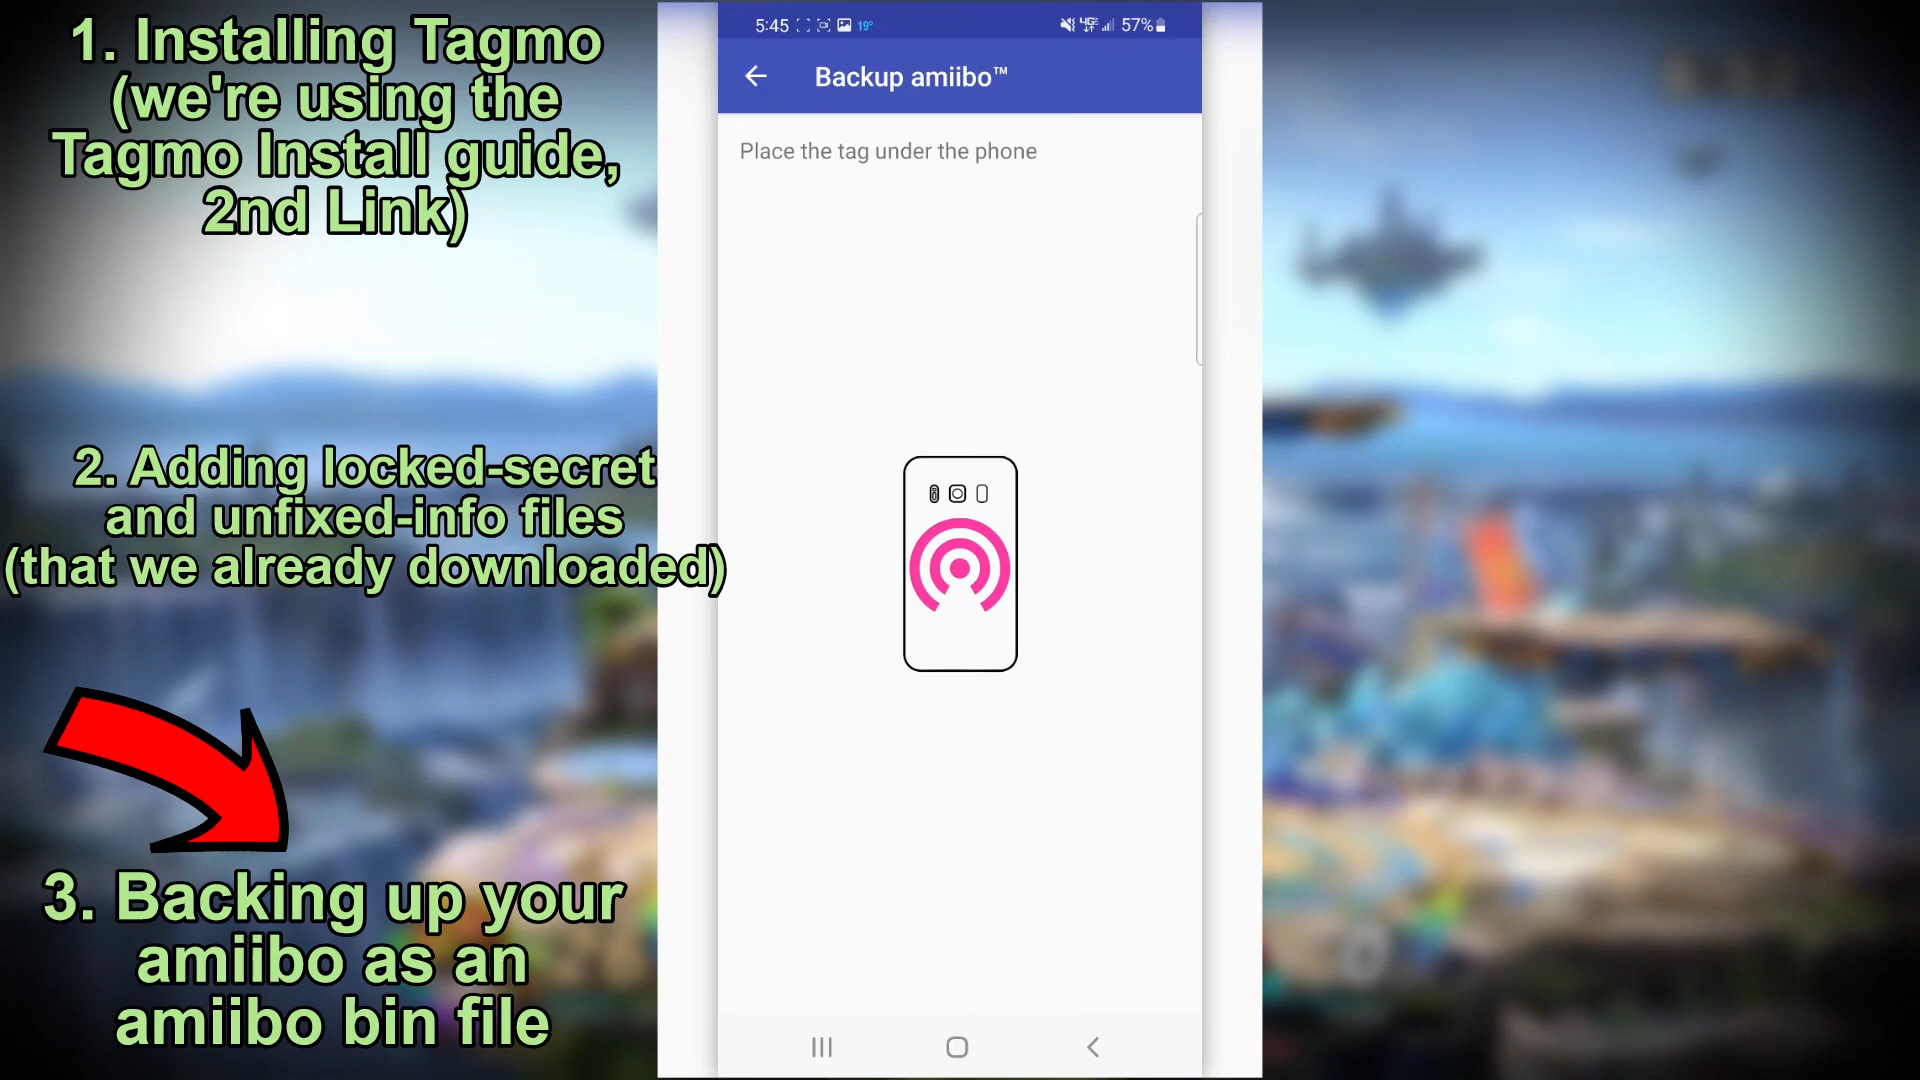 1. Installing Tagmo
(we're using the
Tagmo Install guide,
2nd Link)
2. Adding locked-secret
and unfixed-info files
(that we already downloaded)
3. Backing up your
amiibo as an
amiibo bin file
5:45 19° 4GE 57%
Backup amiibo™
Place the tag under the phone